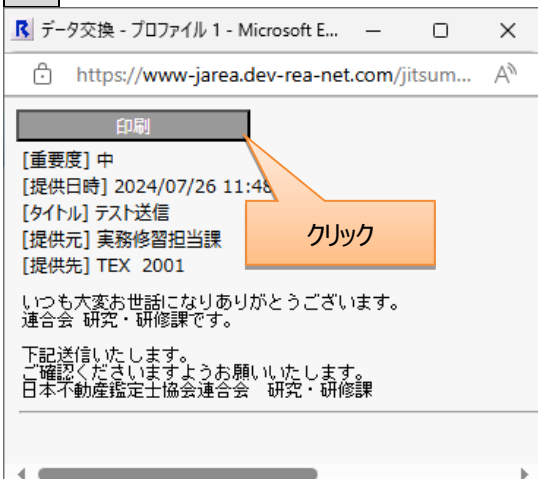 データ交換 - プロファイル 1 - Microsoft E...
https://www-jarea.dev-rea-net.com/jitsum...
印刷
[重要度] 中
[提供日時] 2024/07/26 11:48
[タイトル] テスト送信
[提供元] 実務修習担当課
クリック
[提供先] TEX 2001
いつも大変お世話になりありがとうございます。
連合会 研究・研修課です。
下記送信いたします。
ご確認くださいますようお願いいたします。
日本不動産鑑定士協会連合会　研究・研修課